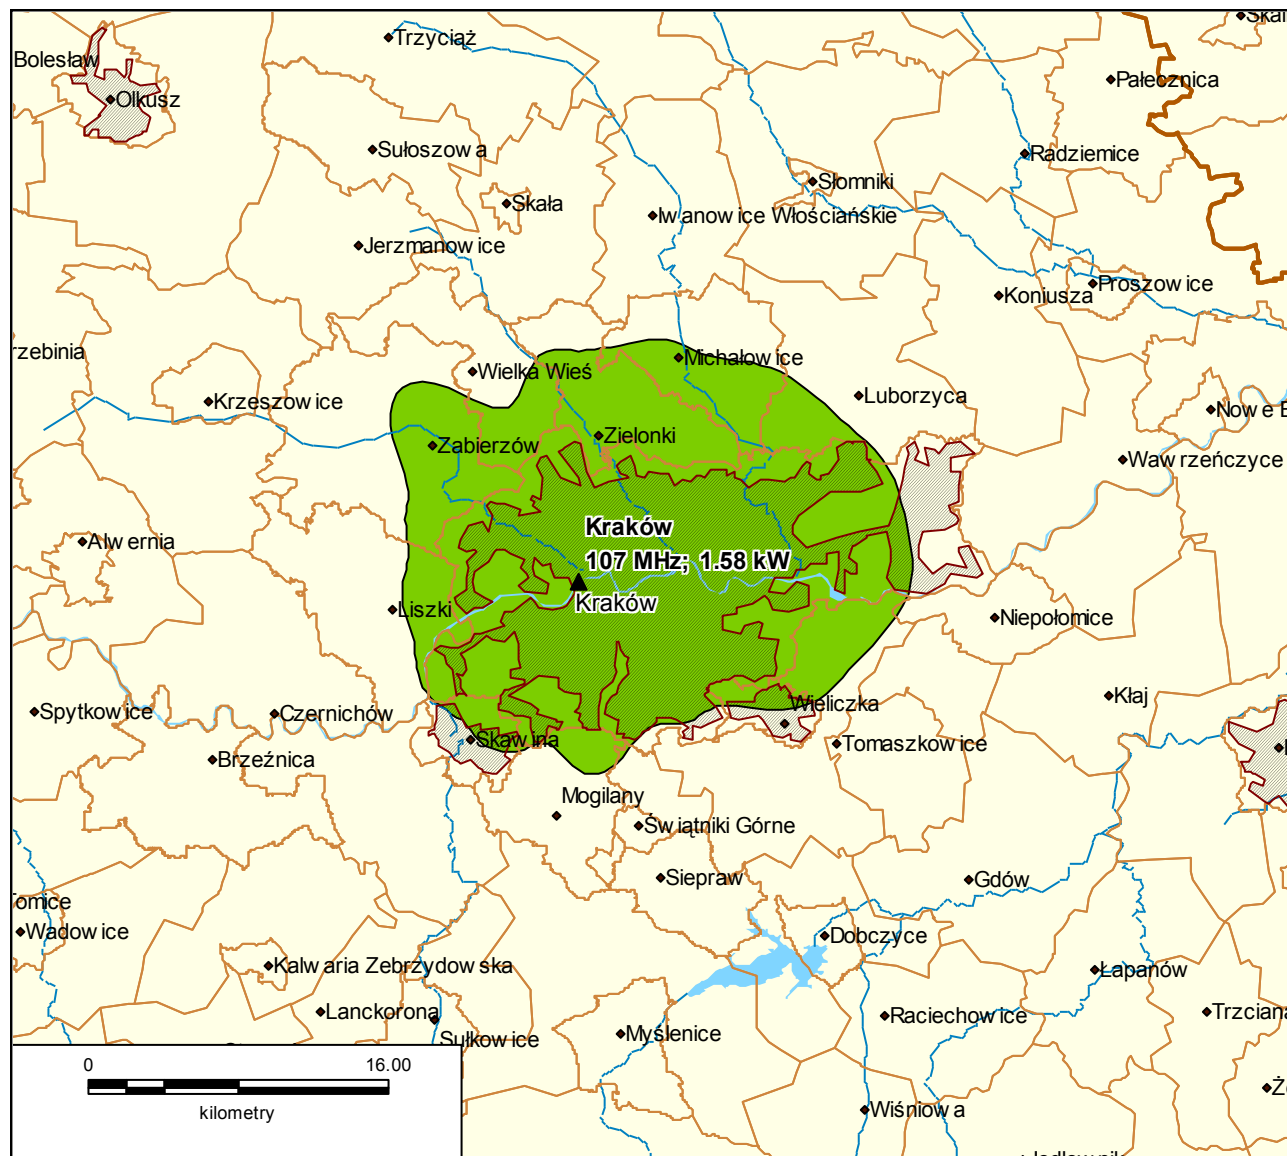 Trzyciąż
Bolesław
Pałecznica
Olkusz
Sułoszowa
Radziemice
Słomniki
Skała
Iwanowice Włościańskie
Jerzmanowice
Proszowice
Koniusza
rzebinia
Michałowice
Wielka Wieś
Luborzyca
Krzeszowice
Nowe B
Zielonki
Zabierzów
Wawrzeńczyce
Kraków
107 MHz; 1.58 kW
Alwernia
Kraków
Liszki
Niepołomice
Kłaj
Wieliczka
Spytkowice
Czernichów
Skawina
Tomaszkowice
Brzeźnica
Mogilany
Świątniki Górne
Siepraw
Gdów
omice
Wadowice
Dobczyce
Kalwaria Zebrzydowska
Łapanów
Lanckorona
Raciechowice
Trzciana
Sułkowice
Myślenice
0 16.00
kilometry
Wiśniowa